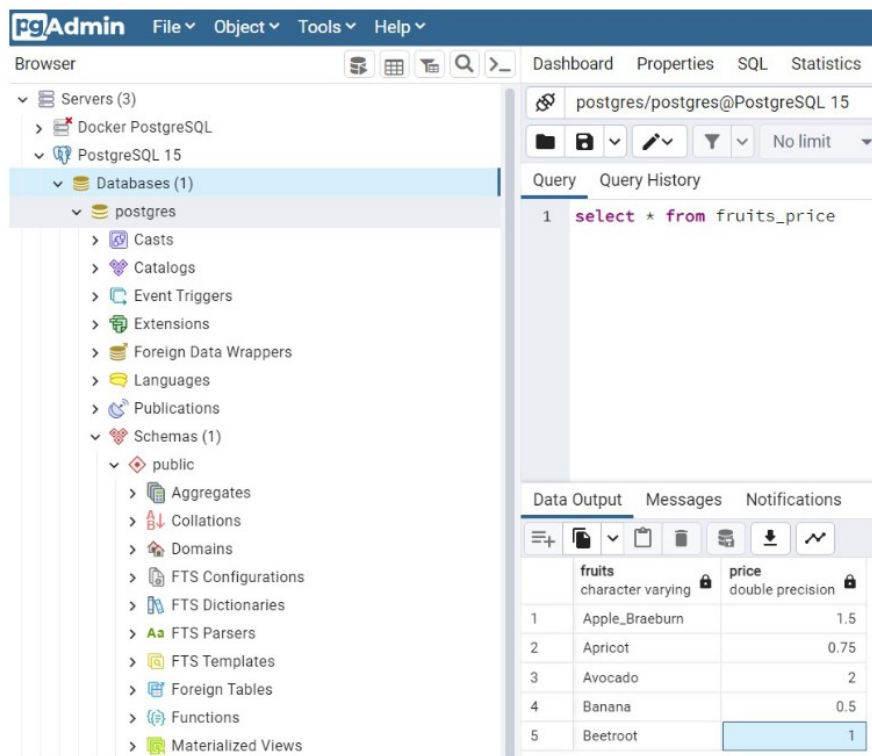 pgAdmin File Object Tools Help
Browser
Servers (3)
Docker PostgreSQL
PostgreSQL 15
Databases (1)
postgres
Casts
Catalogs
Event Triggers
Extensions
Foreign Data Wrappers
Languages
Publications
Schemas (1)
public
Aggregates
Collations
Domains
FTS Configurations
FTS Dictionaries
Aa FTS Parsers
FTS Templates
Foreign Tables
Functions
Materialized Views
Dashboard Properties SQL Statistics
postgres/postgres@PostgreSQL 15
No limit
Query Query History
1 select * from fruits_price
Data Output Messages Notifications
fruits price
character varying double precision
1 Apple_Braeburn 1.5
2 Apricot 0.75
3 Avocado 2
4 Banana 0.5
5 Beetroot 1